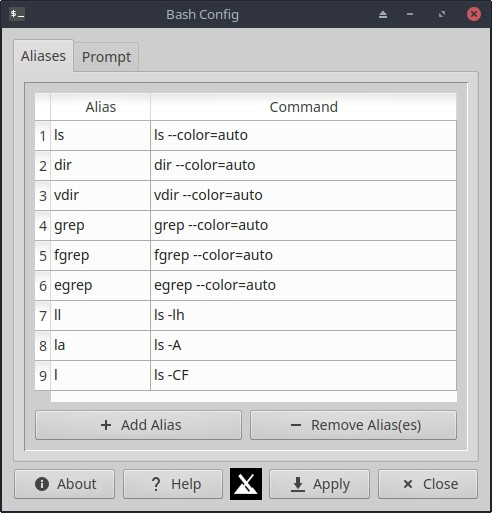 Bash Config
Aliases Prompt
Alias Command
1 ls ls --color=auto
2 dir dir --color=auto
3 vdir vdir --color=auto
4 grep grep --color=auto
5 fgrep fgrep --color=auto
6 egrep egrep --color=auto
7 ll ls -lh
8 la ls -A
9 l ls -CF
+ Add Alias − Remove Alias(es)
About ? Help Apply × Close